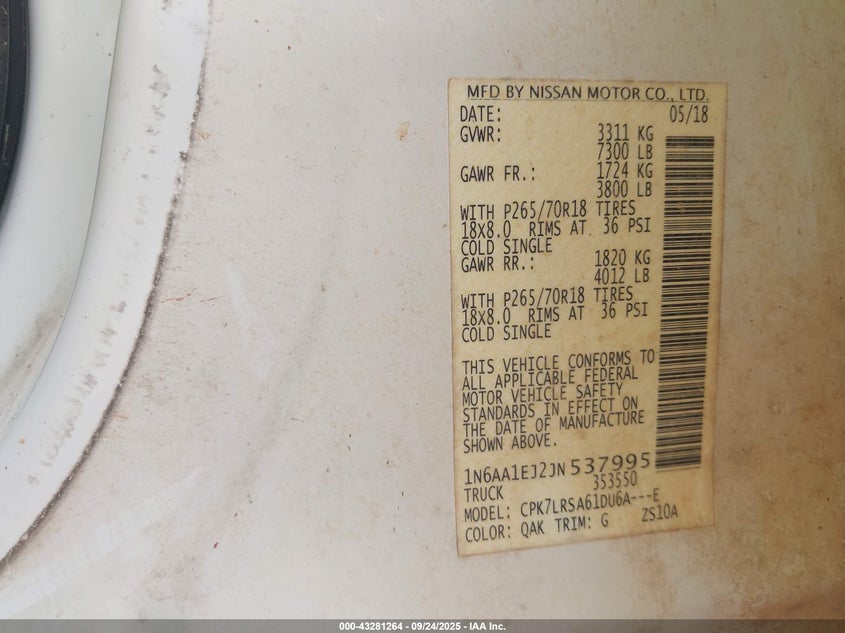 MFD BY NISSAN MOTOR CO., LTD.
DATE: 05/18
GVWR: 3311 KG
7300 LB
GAWR FR.: 1724 KG
3800 LB
WITH P265/70R18 TIRES
18X8.0 RIMS AT 36 PSI
COLD SINGLE
GAWR RR.: 1820 KG
4012 LB
WITH P265/70R18 TIRES
18X8.0 RIMS AT 36 PSI
COLD SINGLE
THIS VEHICLE CONFORMS TO
ALL APPLICABLE FEDERAL
MOTOR VEHICLE SAFETY
STANDARDS IN EFFECT ON
THE DATE OF MANUFACTURE
SHOWN ABOVE.
1N6AA1EJ2JN537995
TRUCK 353550
MODEL: CPK7LRSA61DU6A---E
COLOR: QAK TRIM: G ZS10A
000-43281264 - 09/24/2025 - IAA Inc.